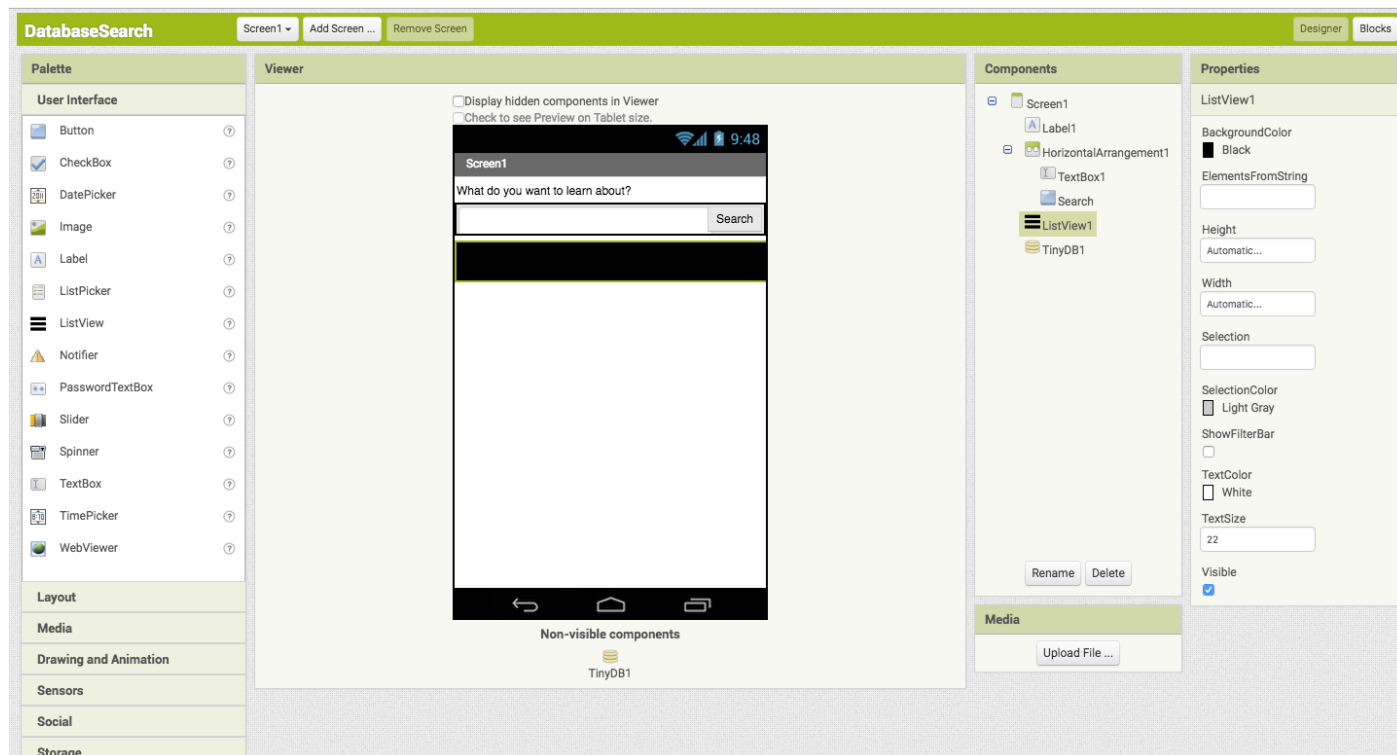 DatabaseSearch
Screen1
Add Screen ...
Remove Screen
Designer
Blocks
Palette
User Interface
Button
CheckBox
DatePicker
Image
Label
ListPicker
ListView
Notifier
PasswordTextBox
Slider
Spinner
TextBox
TimePicker
WebViewer
Layout
Media
Drawing and Animation
Sensors
Social
Storage
Viewer
Display hidden components in Viewer
Check to see Preview on Tablet size.
9:48
Screen1
What do you want to learn about?
Search
Non-visible components
TinyDB1
Components
Screen1
Label1
HorizontalArrangement1
TextBox1
Search
ListView1
TinyDB1
Rename
Delete
Media
Upload File ...
Properties
ListView1
BackgroundColor
Black
ElementsFromString
Height
Automatic...
Width
Automatic...
Selection
SelectionColor
Light Gray
ShowFilterBar
TextColor
White
TextSize
22
Visible